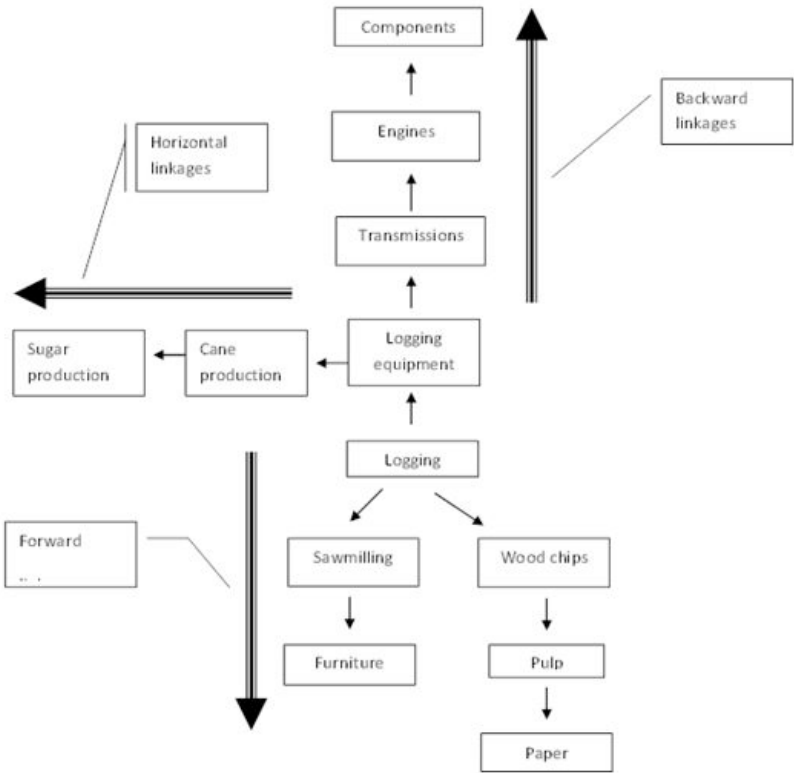 Components
Backward
linkages
Engines
Horizontal
linkages
Transmissions
Logging
equipment
Cane
production
Sugar
production
Logging
Forward
Sawmilling
Wood chips
Furniture
Pulp
Paper